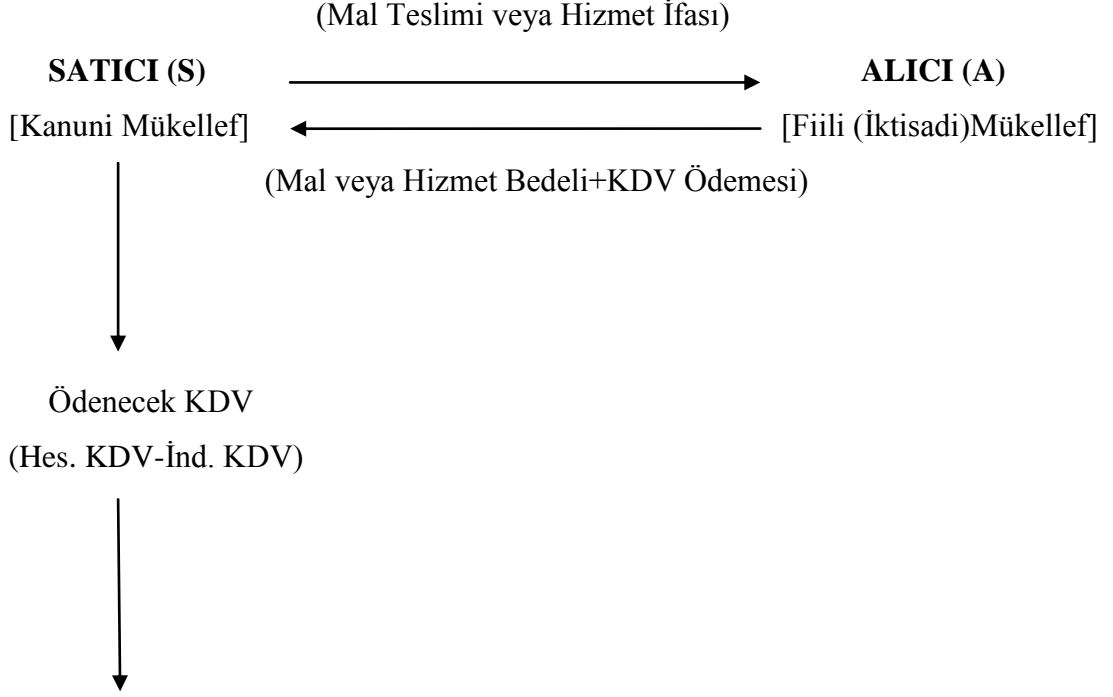 (Mal Teslimi veya Hizmet İfası)
SATICI (S) ALICI (A)
[Kanuni Mükellef] [Fiili (İktisadi)Mükellef]
(Mal veya Hizmet Bedeli+KDV Ödemesi)
Ödenecek KDV
(Hes. KDV-İnd. KDV)